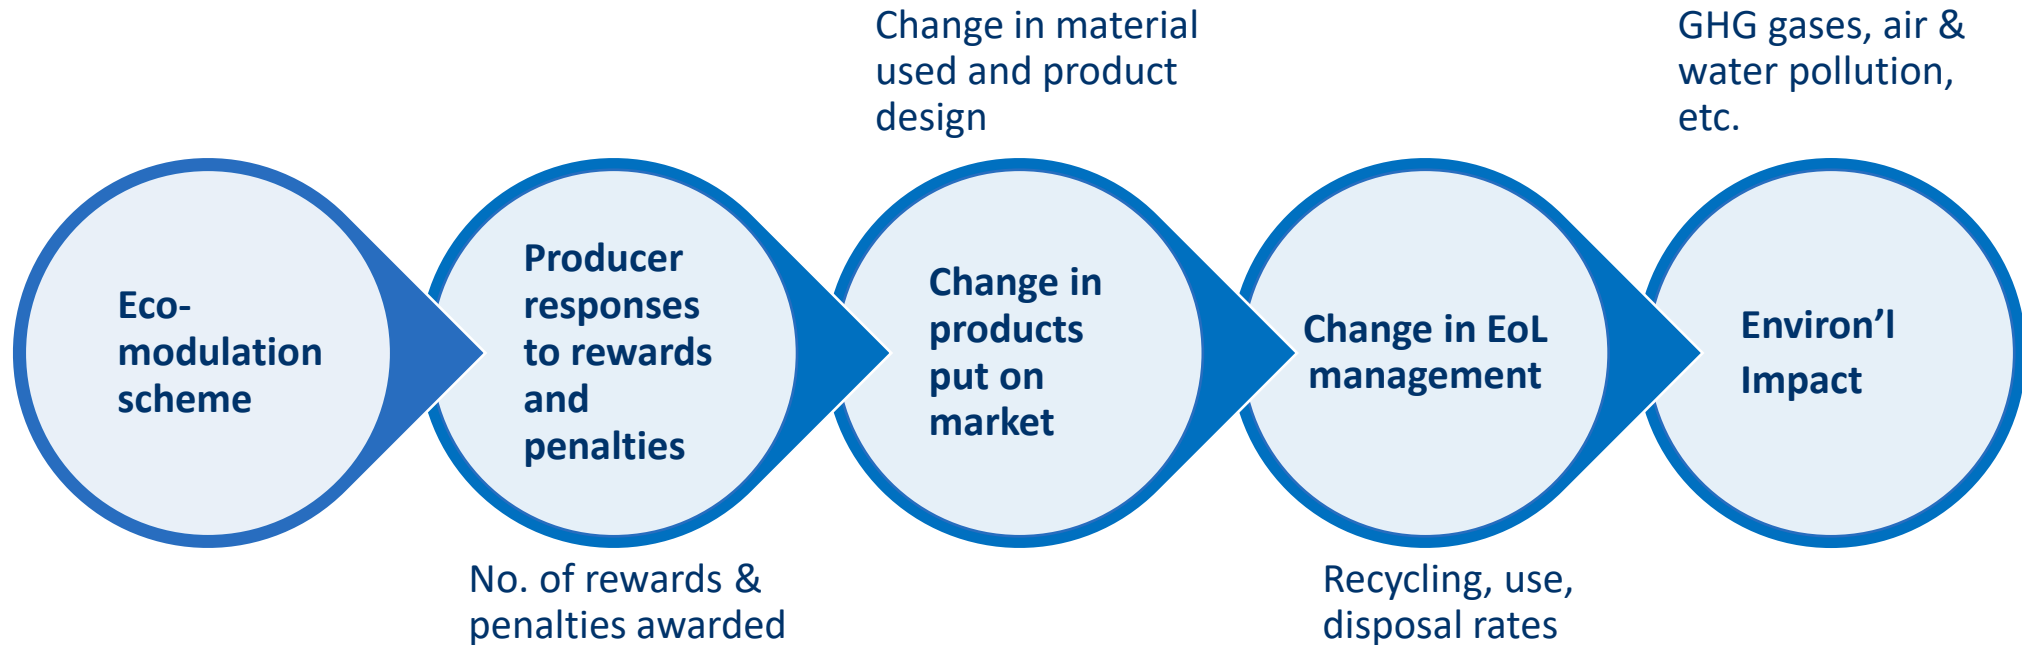 Change in material
used and product
design
GHG gases, air &
water pollution,
etc.
Eco-
modulation
scheme
Producer
responses
to rewards
and
penalties
Change in
products
put on
market
Change in EoL
management
Environ’l
Impact
No. of rewards &
penalties awarded
Recycling, use,
disposal rates